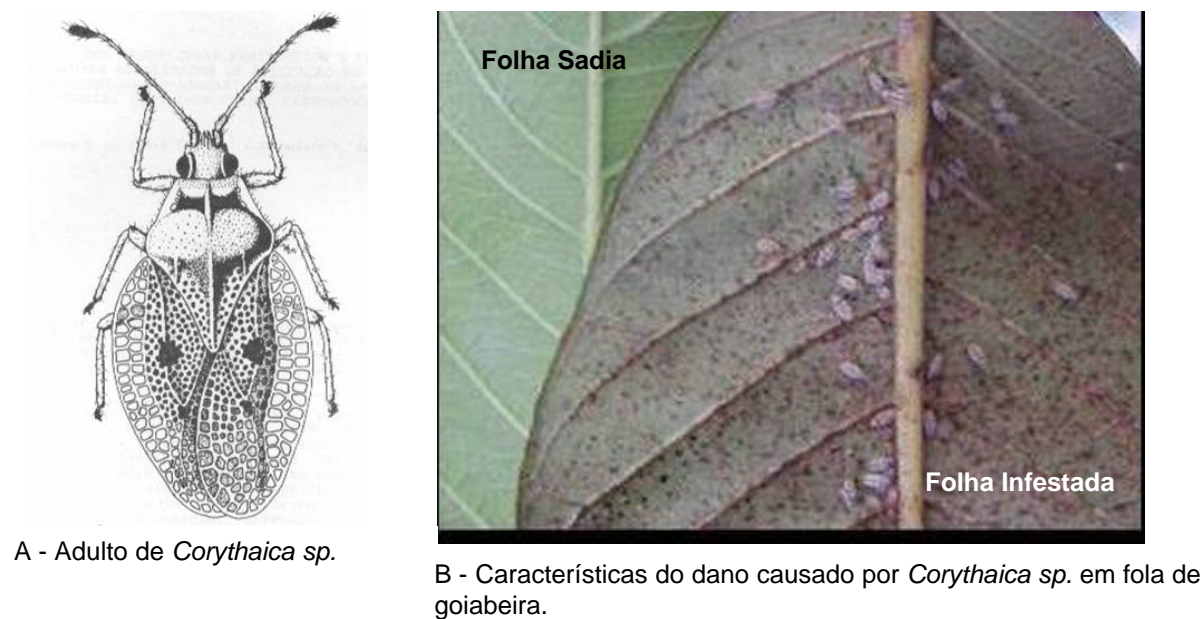 Folha Sadia
Folha Infestada
A - Adulto de Corythaica sp.
B - Características do dano causado por Corythaica sp. em fola de
goiabeira.